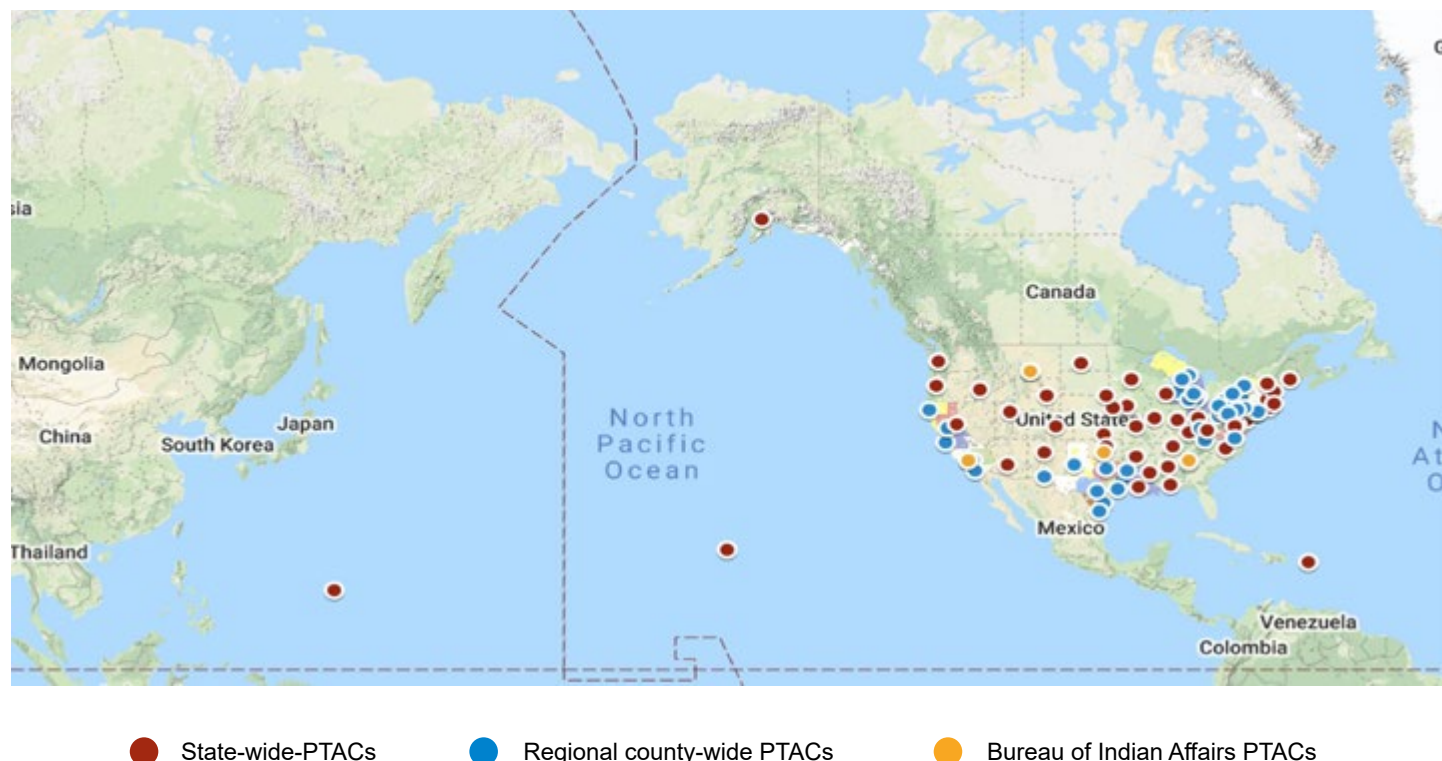 sia
Mongolia
China
South Korea
Japan
Thailand
North
Pacific
Ocean
Canada
United State
Mexico
Venezuela
Colombia
State-wide-PTACs
Regional county-wide PTACs
Bureau of Indian Affairs PTACs